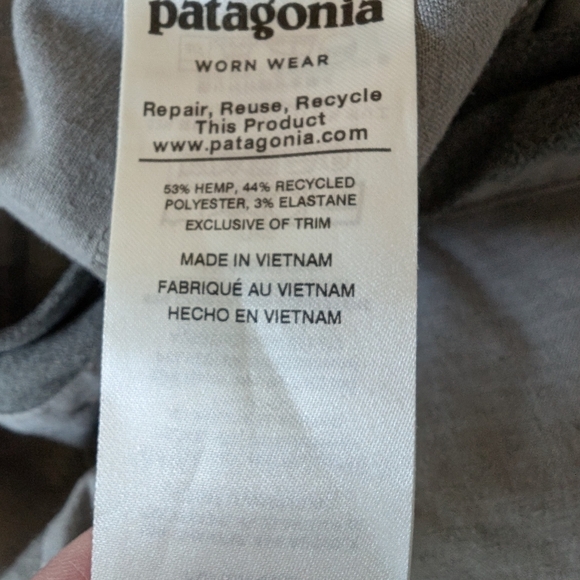 patagonia
WORN WEAR
Repair, Reuse, Recycle
This Product
www.patagonia.com
53% HEMP, 44% RECYCLED
POLYESTER, 3% ELASTANE
EXCLUSIVE OF TRIM
MADE IN VIETNAM
FABRIQUÉ AU VIETNAM
HECHO EN VIETNAM